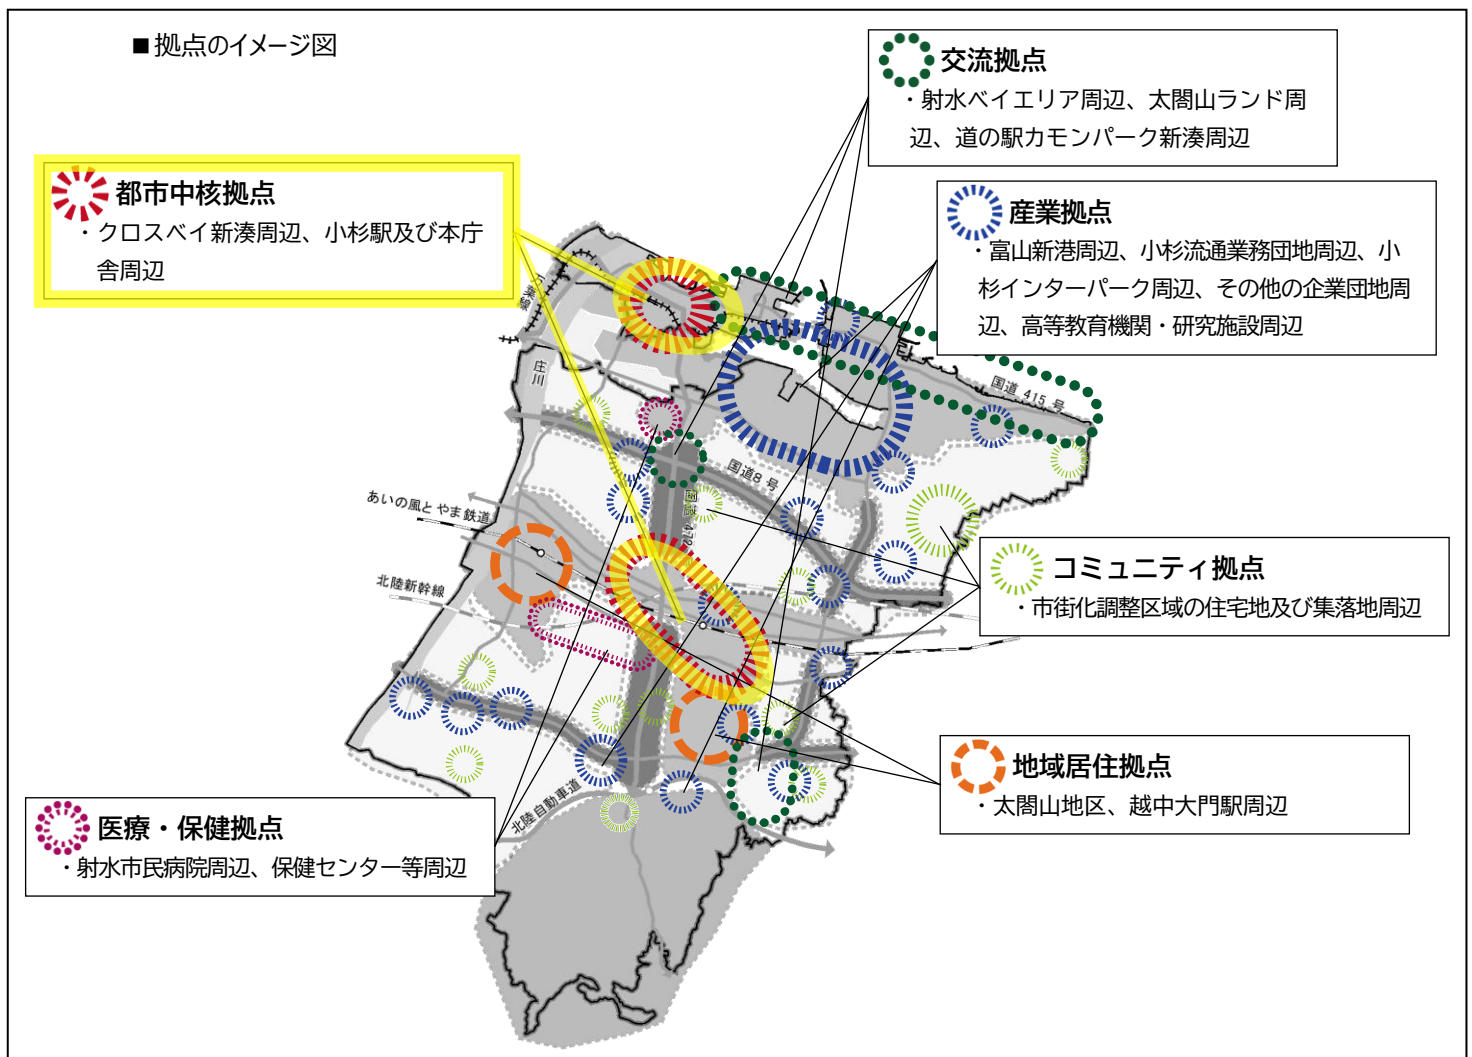 ■拠点のイメージ図
交流拠点
・射水ベイエリア周辺、太閤山ランド周
辺、道の駅カモンパーク新湊周辺
都市中核拠点
・クロスベイ新湊周辺、小杉駅及び本庁
舎周辺
産業拠点
・富山新港周辺、小杉流通業務団地周辺、小
杉インターパーク周辺、その他の企業団地周
辺、高等教育機関・研究施設周辺
万葉線
庄川
国道 415 号
国道8号
国道 472 号
あいの風とやま鉄道
北陸新幹線
コミュニティ拠点
・市街化調整区域の住宅地及び集落地周辺
地域居住拠点
・太閤山地区、越中大門駅周辺
北陸自動車道
医療・保健拠点
・射水市民病院周辺、保健センター等周辺